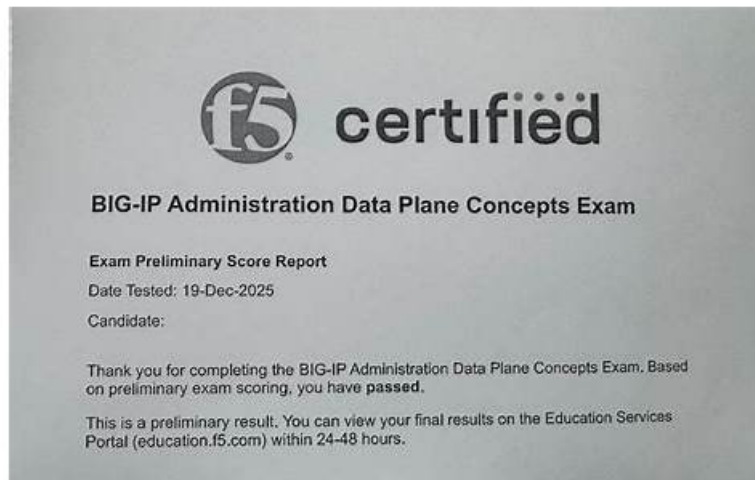 f5 certified
BIG-IP Administration Data Plane Concepts Exam
Exam Preliminary Score Report
Date Tested: 19-Dec-2025
Candidate:
Thank you for completing the BIG-IP Administration Data Plane Concepts Exam. Based
on preliminary exam scoring, you have passed.
This is a preliminary result. You can view your final results on the Education Services
Portal (education.f5.com) within 24-48 hours.